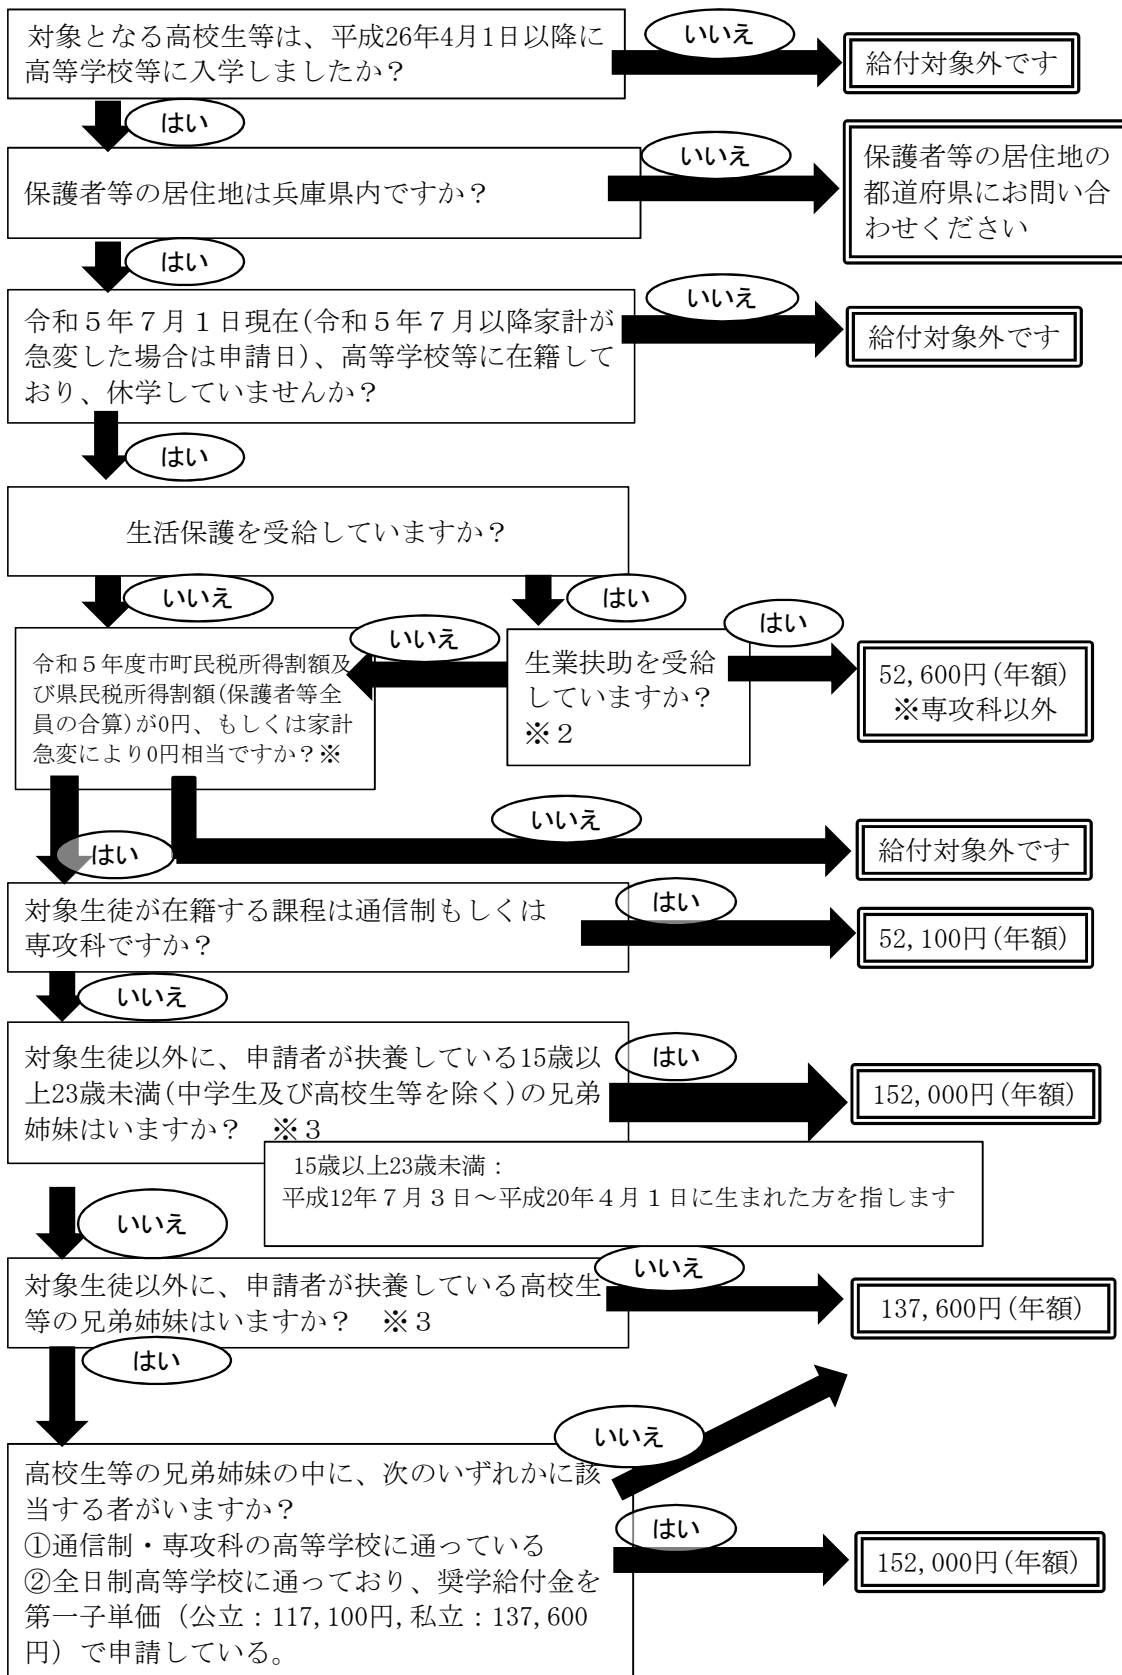 対象となる高校生等は、平成26年4月1日以降に
高等学校等に入学しましたか？
いいえ
給付対象外です
はい
保護者等の居住地は兵庫県内ですか？
いいえ
保護者等の居住地の
都道府県にお問い合
わせください
はい
令和５年７月１日現在(令和５年７月以降家計が
急変した場合は申請日)、高等学校等に在籍して
おり、休学していませんか？
いいえ
給付対象外です
はい
生活保護を受給していますか？
いいえ
はい
令和５年度市町民税所得割額及
び県民税所得割額(保護者等全
員の合算)が0円、もしくは家計
急変により0円相当ですか？※
いいえ
生業扶助を受給
していますか？
※２
はい
52,600円(年額)
※専攻科以外
いいえ
給付対象外です
はい
対象生徒が在籍する課程は通信制もしくは
専攻科ですか？
はい
52,100円(年額)
いいえ
対象生徒以外に、申請者が扶養している15歳以
上23歳未満(中学生及び高校生等を除く)の兄弟
姉妹はいますか？　※３
はい
152,000円(年額)
15歳以上23歳未満：
平成12年７月３日～平成20年４月１日に生まれた方を指します
いいえ
対象生徒以外に、申請者が扶養している高校生
等の兄弟姉妹はいますか？　※３
いいえ
137,600円(年額)
はい
高校生等の兄弟姉妹の中に、次のいずれかに該
当する者がいますか？
①通信制・専攻科の高等学校に通っている
②全日制高等学校に通っており、奨学給付金を
第一子単価（公立：117,100円,私立：137,600
円）で申請している。
いいえ
はい
152,000円(年額)